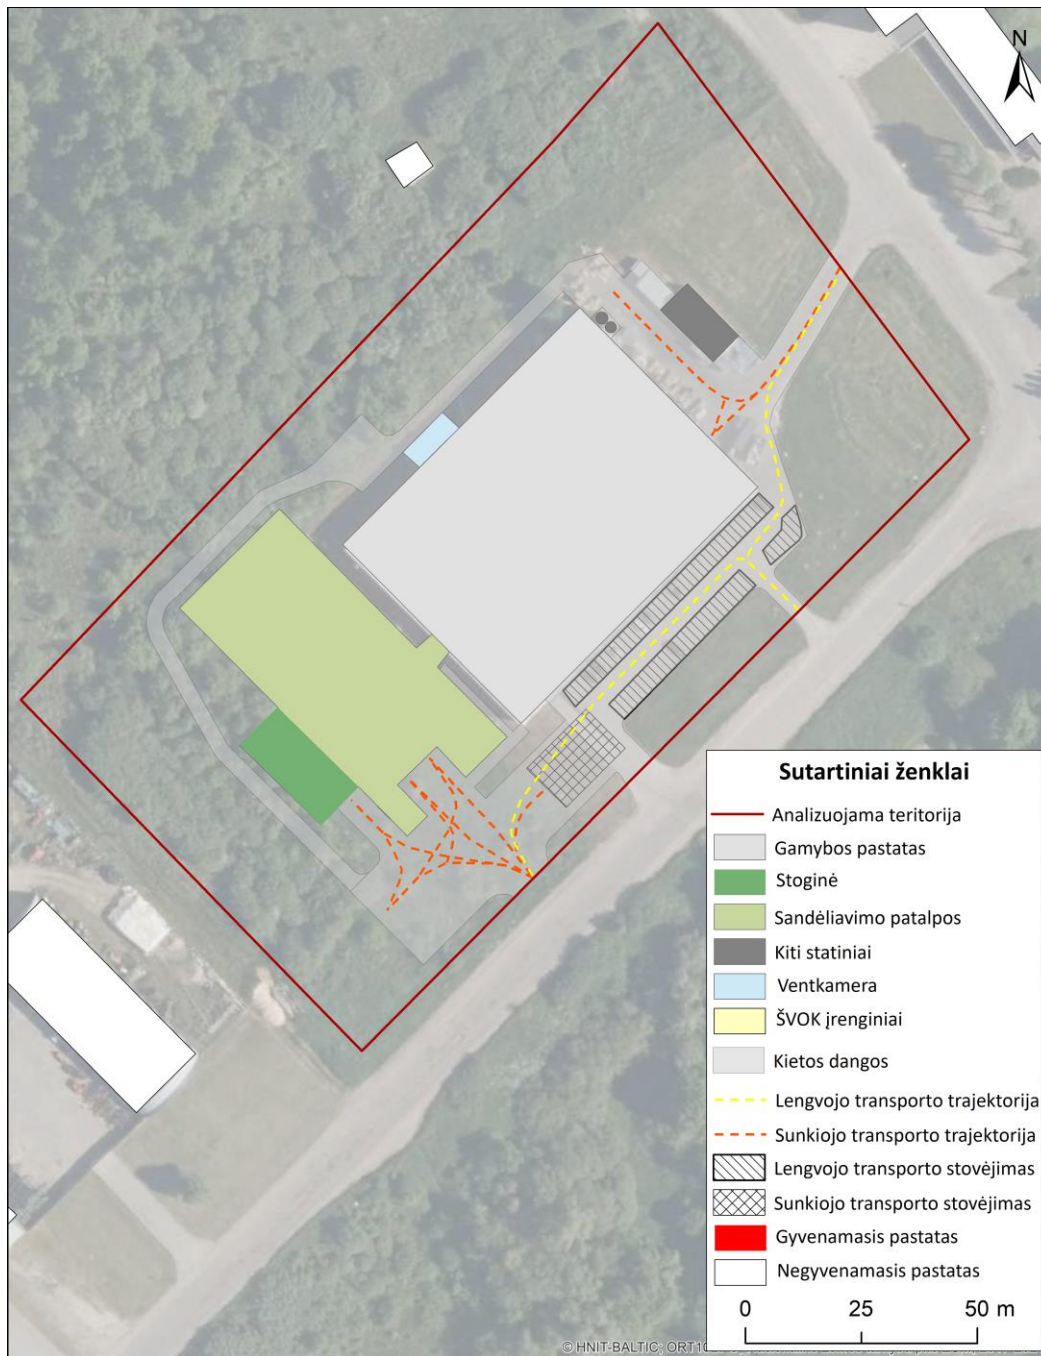 N
Sutartiniai ženklai
Analizuojama teritorija
Gamybos pastatas
Stoginė
Sandėliavimo patalpos
Kiti statiniai
Ventkamera
ŠVOK įrenginiai
Kietos dangos
Lengvojo transporto trajektorija
Sunkiojo transporto trajektorija
Lengvojo transporto stovėjimas
Sunkiojo transporto stovėjimas
Gyvenamasis pastatas
Negyvenamasis pastatas
0 25 50 m
© HNIT-BALTIC; ORT10